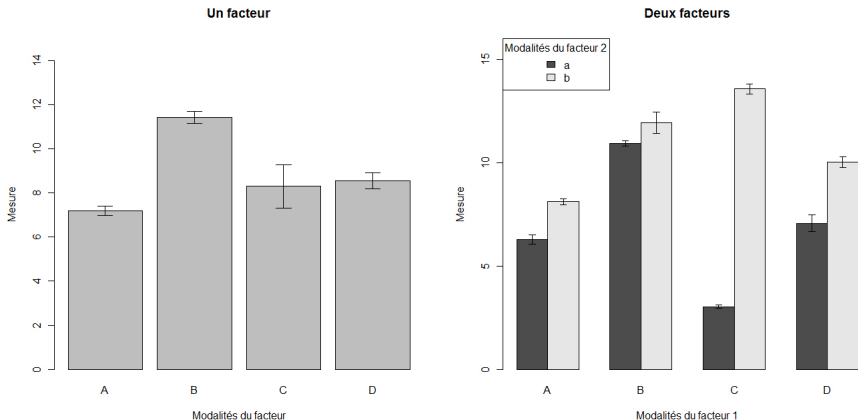 Un facteur
Mesure
14
12
10
8
6
4
2
0
A B C D
Modalités du facteur
Deux facteurs
Modalités du facteur 2
a
b
Mesure
15
10
5
0
A B C D
Modalités du facteur 1